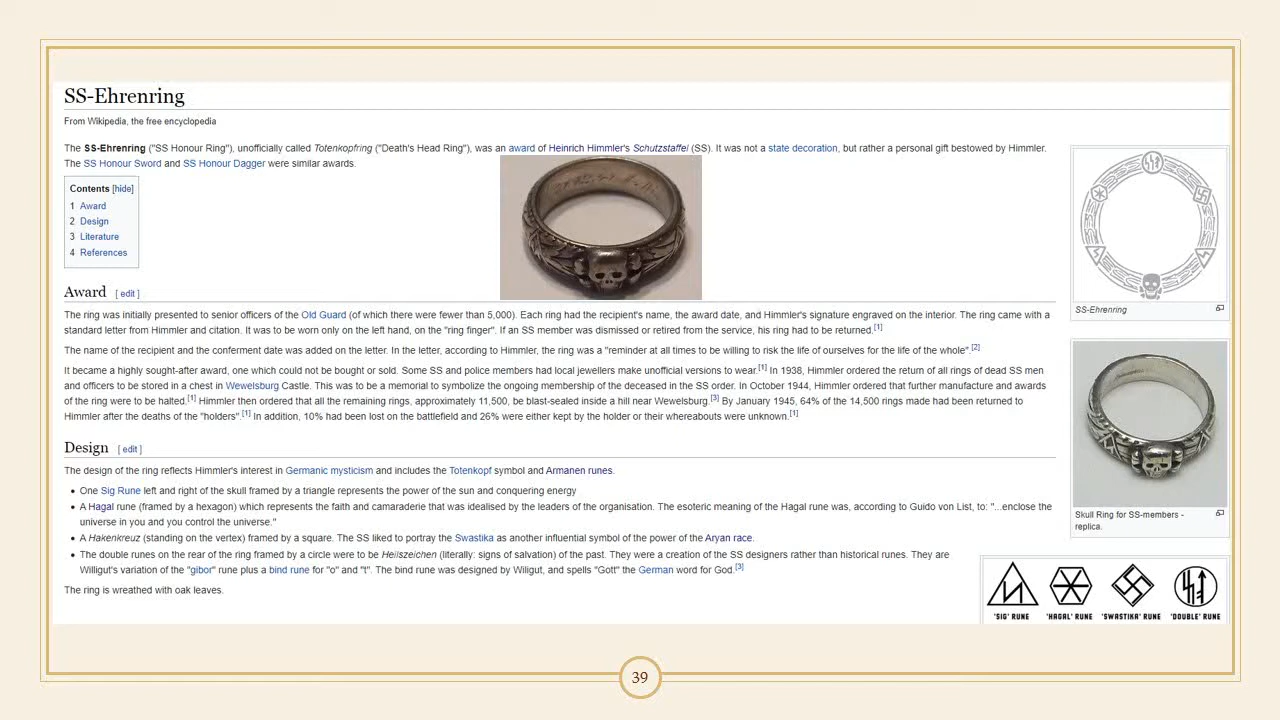 SS-Ehrenring
From Wikipedia, the free encyclopedia
The SS-Ehrenring ("SS Honour Ring"), unofficially called Totenkopfring ("Death's Head Ring"), was an award of Heinrich Himmler's Schutzstaffel (SS). It was not a state decoration, but rather a personal gift bestowed by Himmler.
The SS Honour Sword and SS Honour Dagger were similar awards.
Contents [hide]
1 Award
2 Design
3 Literature
4 References
SS-Ehrenring
Award [ edit ]
The ring was initially presented to senior officers of the Old Guard (of which there were fewer than 5,000). Each ring had the recipient's name, the award date, and Himmler's signature engraved on the interior. The ring came with a
standard letter from Himmler and citation. It was to be worn only on the left hand, on the "ring finger". If an SS member was dismissed or retired from the service, his ring had to be returned.[1]
The name of the recipient and the conferment date was added on the letter. In the letter, according to Himmler, the ring was a "reminder at all times to be willing to risk the life of ourselves for the life of the whole".[2]
It became a highly sought-after award, one which could not be bought or sold. Some SS and police members had local jewellers make unofficial versions to wear.[1] In 1938, Himmler ordered the return of all rings of dead SS men
and officers to be stored in a chest in Wewelsburg Castle. This was to be a memorial to symbolize the ongoing membership of the deceased in the SS order. In October 1944, Himmler ordered that further manufacture and awards
of the ring were to be halted.[1] Himmler then ordered that all the remaining rings, approximately 11,500, be blast-sealed inside a hill near Wewelsburg.[3] By January 1945, 64% of the 14,500 rings made had been returned to
Himmler after the deaths of the "holders".[1] In addition, 10% had been lost on the battlefield and 26% were either kept by the holder or their whereabouts were unknown.[1]
Design [ edit ]
The design of the ring reflects Himmler's interest in Germanic mysticism and includes the Totenkopf symbol and Armanen runes.
• One Sig Rune left and right of the skull framed by a triangle represents the power of the sun and conquering energy
• A Hagal rune (framed by a hexagon) which represents the faith and camaraderie that was idealised by the leaders of the organisation. The esoteric meaning of the Hagal rune was, according to Guido von List, to: "...enclose the
universe in you and you control the universe."
• A Hakenkreuz (standing on the vertex) framed by a square. The SS liked to portray the Swastika as another influential symbol of the power of the Aryan race.
• The double runes on the rear of the ring framed by a circle were to be Heilszeichen (literally: signs of salvation) of the past. They were a creation of the SS designers rather than historical runes. They are
Willigut's variation of the "gibor" rune plus a bind rune for "o" and "t". The bind rune was designed by Wiligut, and spells "Gott" the German word for God.[3]
The ring is wreathed with oak leaves.
Skull Ring for SS-members -
replica.
'SIG' RUNE 'HAGAL' RUNE 'SWASTIKA' RUNE 'DOUBLE' RUNE
39